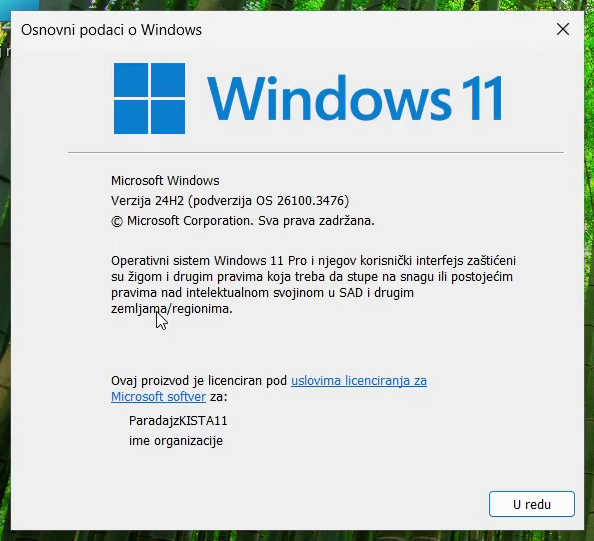 Osnovni podaci o Windows
Windows 11
Microsoft Windows
Verzija 24H2 (podverzija OS 26100.3476)
© Microsoft Corporation. Sva prava zadržana.
Operativni sistem Windows 11 Pro i njegov korisnički interfejs zaštićeni
su žigom i drugim pravima koja treba da stupe na snagu ili postojećim
pravima nad intelektualnom svojinom u SAD i drugim
zemljama/regionima.
Ovaj proizvod je licenciran pod uslovima licenciranja za
Microsoft softver za:
ParadajzKISTA11
ime organizacije
U redu